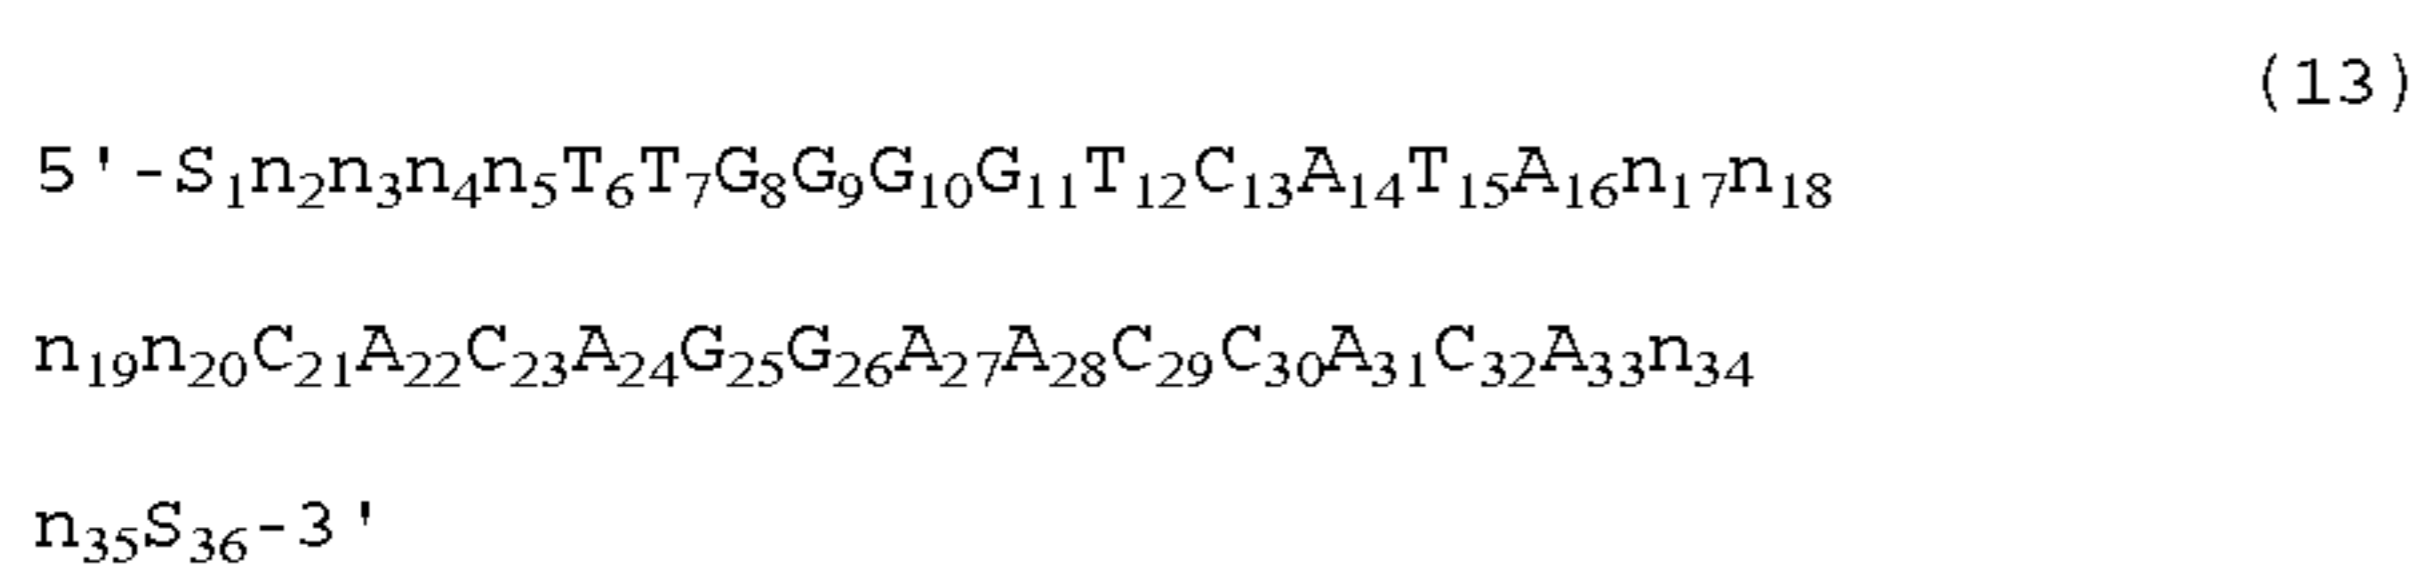 (13)
5'-S₁n₂n₃n₄n₅T₆T₇G₈G₉G₁₀G₁₁T₁₂C₁₃A₁₄T₁₅A₁₆n₁₇n₁₈
n₁₉n₂₀C₂₁A₂₂C₂₃A₂₄G₂₅G₂₆A₂₇A₂₈C₂₉C₃₀A₃₁C₃₂A₃₃n₃₄
n₃₅S₃₆-3'